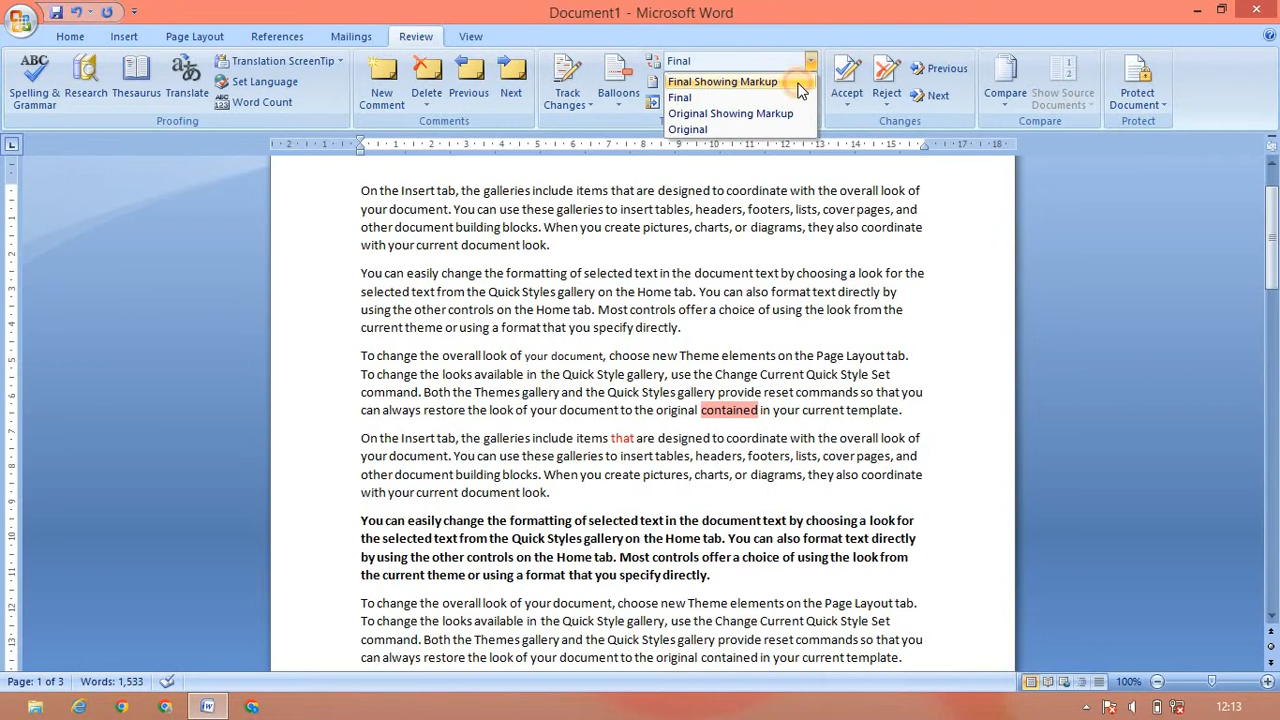 Document1 - Microsoft Word
Home Insert Page Layout References Mailings Review View
Spelling & Grammar
Research
Thesaurus
Translate
Translation ScreenTip
Set Language
Word Count
Proofing
New Comment
Delete
Previous
Next
Comments
Track Changes
Balloons
Final
Final Showing Markup
Final
Original Showing Markup
Original
Accept
Reject
Previous
Next
Changes
Compare
Show Source Documents
Compare
Protect Document
Protect
2 1 1 2 3 4 5 6 7 8 9 10 11 12 13 14 15 16 17 18
On the Insert tab, the galleries include items that are designed to coordinate with the overall look of
your document. You can use these galleries to insert tables, headers, footers, lists, cover pages, and
other document building blocks. When you create pictures, charts, or diagrams, they also coordinate
with your current document look.
You can easily change the formatting of selected text in the document text by choosing a look for the
selected text from the Quick Styles gallery on the Home tab. You can also format text directly by
using the other controls on the Home tab. Most controls offer a choice of using the look from the
current theme or using a format that you specify directly.
To change the overall look of your document, choose new Theme elements on the Page Layout tab.
To change the looks available in the Quick Style gallery, use the Change Current Quick Style Set
command. Both the Themes gallery and the Quick Styles gallery provide reset commands so that you
can always restore the look of your document to the original contained in your current template.
On the Insert tab, the galleries include items that are designed to coordinate with the overall look of
your document. You can use these galleries to insert tables, headers, footers, lists, cover pages, and
other document building blocks. When you create pictures, charts, or diagrams, they also coordinate
with your current document look.
You can easily change the formatting of selected text in the document text by choosing a look for
the selected text from the Quick Styles gallery on the Home tab. You can also format text directly
by using the other controls on the Home tab. Most controls offer a choice of using the look from
the current theme or using a format that you specify directly.
To change the overall look of your document, choose new Theme elements on the Page Layout tab.
To change the looks available in the Quick Style gallery, use the Change Current Quick Style Set
command. Both the Themes gallery and the Quick Styles gallery provide reset commands so that you
can always restore the look of your document to the original contained in your current template.
Page: 1 of 3 Words: 1,533 100%
12:13